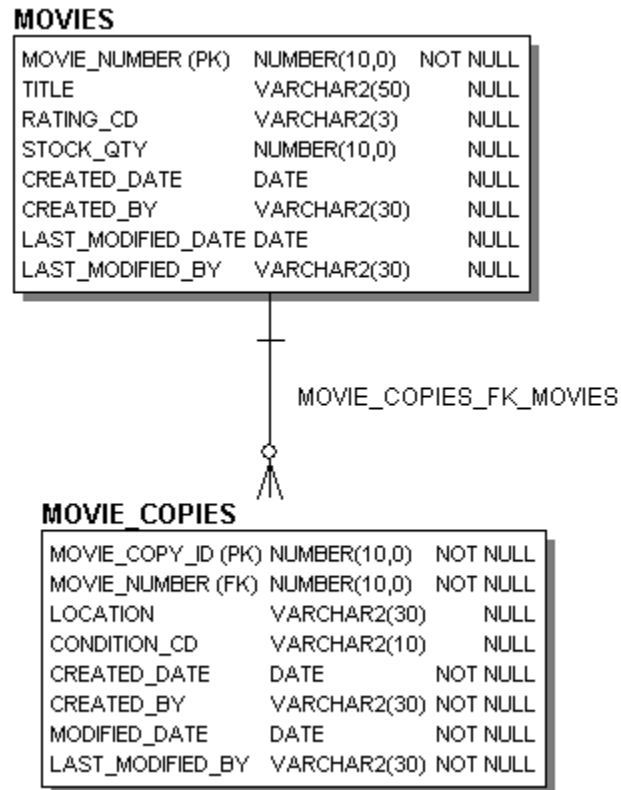 MOVIES
MOVIE_NUMBER (PK) NUMBER(10,0) NOT NULL
TITLE VARCHAR2(50) NULL
RATING_CD VARCHAR2(3) NULL
STOCK_QTY NUMBER(10,0) NULL
CREATED_DATE DATE NULL
CREATED_BY VARCHAR2(30) NULL
LAST_MODIFIED_DATE DATE NULL
LAST_MODIFIED_BY VARCHAR2(30) NULL
MOVIE_COPIES_FK_MOVIES
MOVIE_COPIES
MOVIE_COPY_ID (PK) NUMBER(10,0) NOT NULL
MOVIE_NUMBER (FK) NUMBER(10,0) NOT NULL
LOCATION VARCHAR2(30) NULL
CONDITION_CD VARCHAR2(10) NULL
CREATED_DATE DATE NOT NULL
CREATED_BY VARCHAR2(30) NOT NULL
MODIFIED_DATE DATE NOT NULL
LAST_MODIFIED_BY VARCHAR2(30) NOT NULL